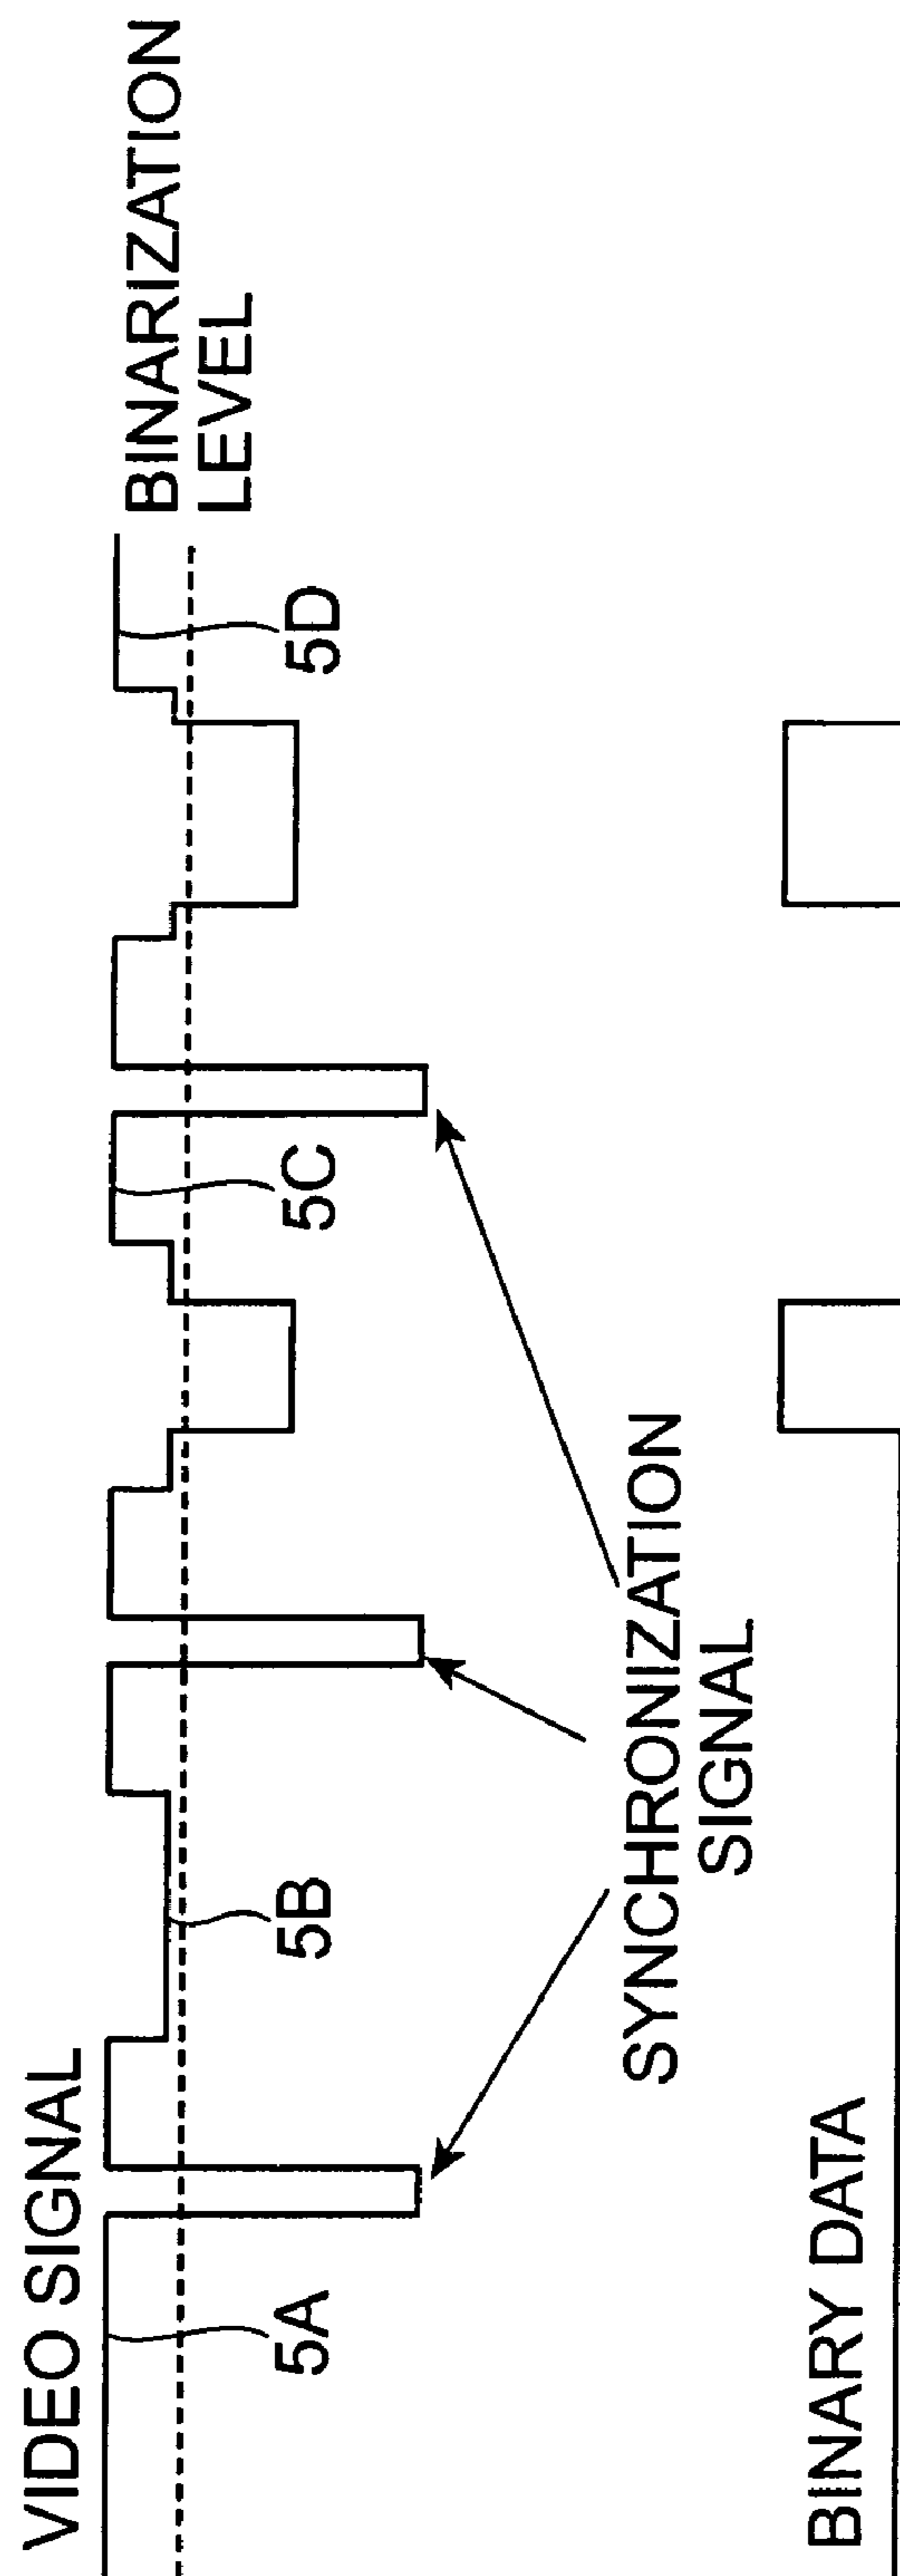 VIDEO SIGNAL
BINARIZATION
LEVEL
5A
5B
5C
5D
SYNCHRONIZATION
SIGNAL
BINARY DATA